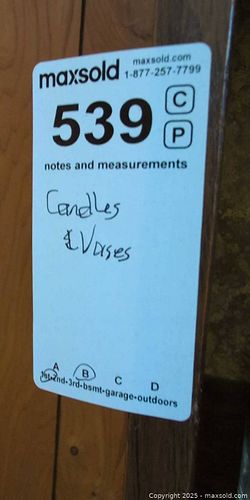 maxsold maxsold.com
1-877-257-7799
539 C
P
notes and measurements
Candles
& Vases
A B C D
1st-2nd-3rd-bsmt-garage-outdoors
Copyright © 2025 - maxsold.com